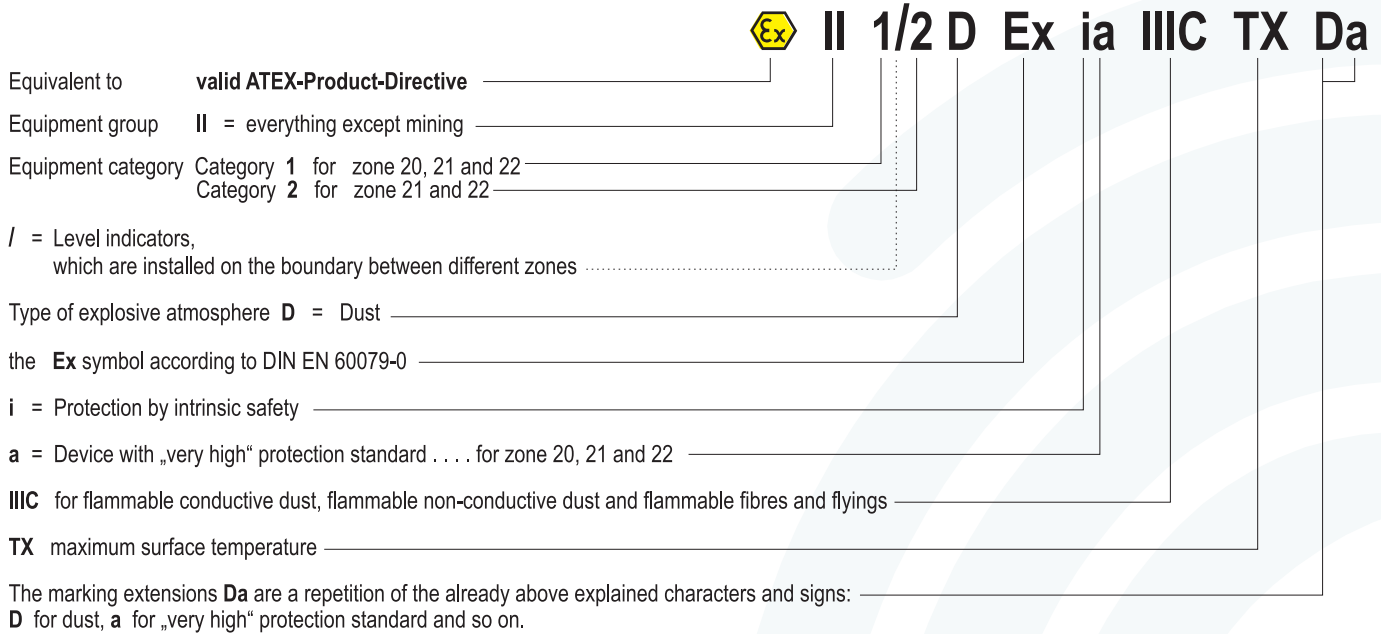 Ex II 1/2 D Ex ia IIIC TX Da
Equivalent to valid ATEX-Product-Directive
Equipment group II = everything except mining
Equipment category Category 1 for zone 20, 21 and 22
Category 2 for zone 21 and 22
/ = Level indicators,
which are installed on the boundary between different zones
Type of explosive atmosphere D = Dust
the Ex symbol according to DIN EN 60079-0
i = Protection by intrinsic safety
a = Device with „very high“ protection standard . . . . for zone 20, 21 and 22
IIIC for flammable conductive dust, flammable non-conductive dust and flammable fibres and flyings
TX maximum surface temperature
The marking extensions Da are a repetition of the already above explained characters and signs:
D for dust, a for „very high“ protection standard and so on.